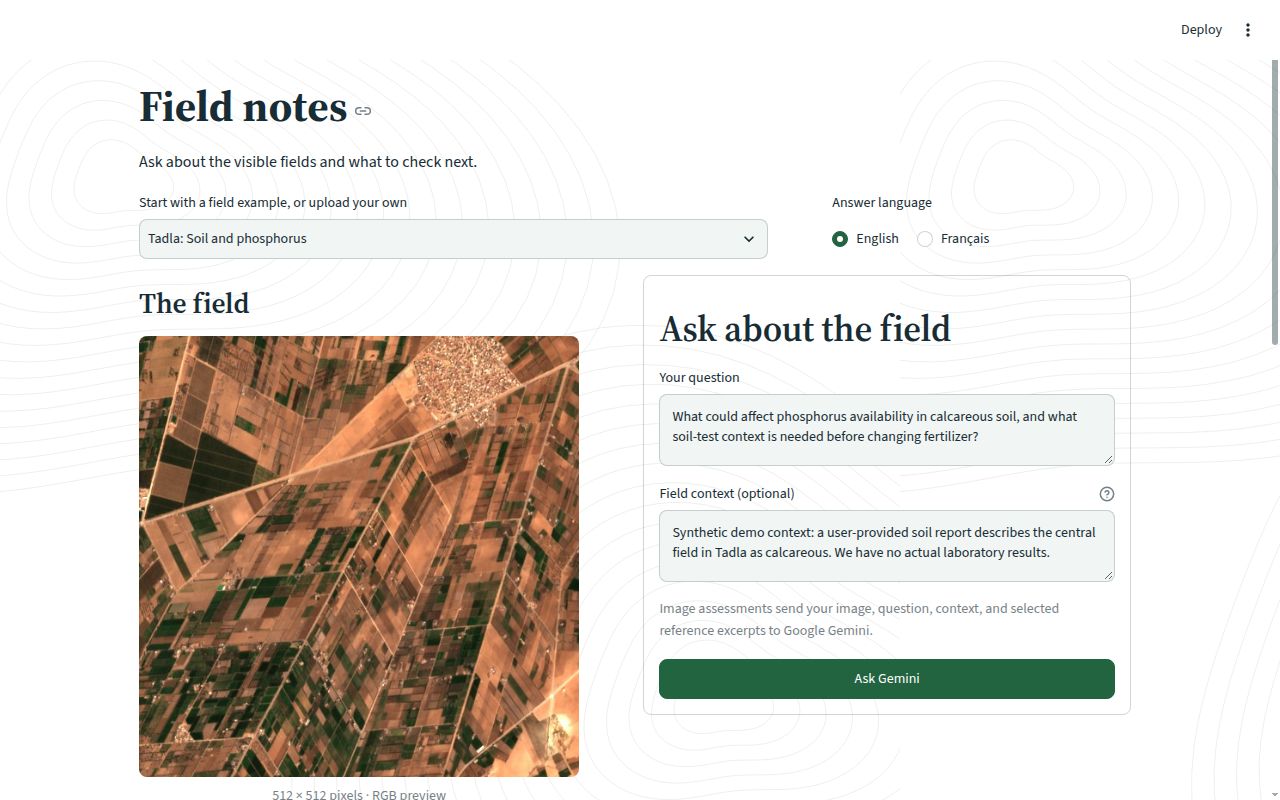 Deploy
Field notes
Ask about the visible fields and what to check next.
Start with a field example, or upload your own
Tadla: Soil and phosphorus
Answer language
English
Français
The field
512 × 512 pixels · RGB preview
Ask about the field
Your question
What could affect phosphorus availability in calcareous soil, and what
soil-test context is needed before changing fertilizer?
Field context (optional)
Synthetic demo context: a user-provided soil report describes the central
field in Tadla as calcareous. We have no actual laboratory results.
Image assessments send your image, question, context, and selected
reference excerpts to Google Gemini.
Ask Gemini